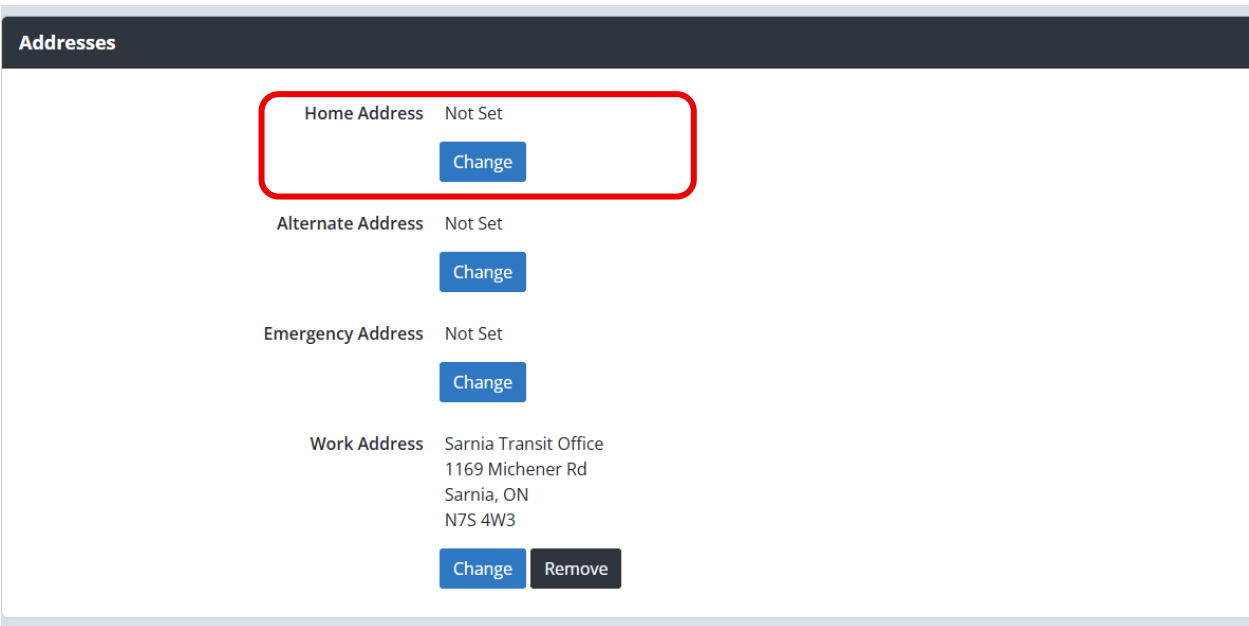 Addresses
Home Address Not Set
Change
Alternate Address Not Set
Change
Emergency Address Not Set
Change
Work Address Sarnia Transit Office
1169 Michener Rd
Sarnia, ON
N7S 4W3
Change Remove